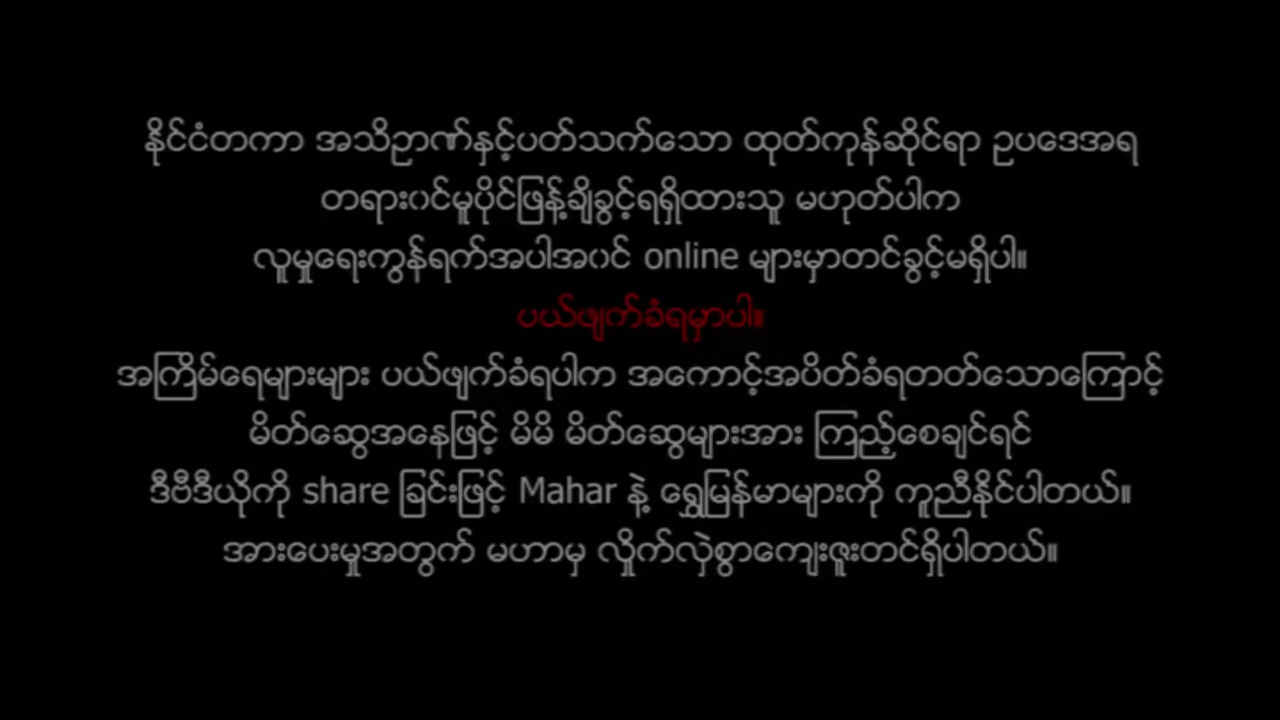 နိုင်ငံတကာ အသိဉာဏ်နှင့်ပတ်သက်သော ထုတ်ကုန်ဆိုင်ရာ ဥပဒေအရ
တရားဝင်မူပိုင်ဖြန့်ချိခွင့်ရရှိထားသူ မဟုတ်ပါက
လူမှုရေးကွန်ရက်အပါအဝင် online များမှာတင်ခွင့်မရှိပါ။
ပယ်ဖျက်ခံရမှာပါ။
အကြိမ်ရေများများ ပယ်ဖျက်ခံရပါက အကောင့်အပိတ်ခံရတတ်သောကြောင့်
မိတ်ဆွေအနေဖြင့် မိမိ မိတ်ဆွေများအား ကြည့်စေချင်ရင်
ဒီဗီဒီယိုကို share ခြင်းဖြင့် Mahar နဲ့ ရွှေမြန်မာများကို ကူညီနိုင်ပါတယ်။
အားပေးမှုအတွက် မဟာမှ လှိုက်လှဲစွာကျေးဇူးတင်ရှိပါတယ်။